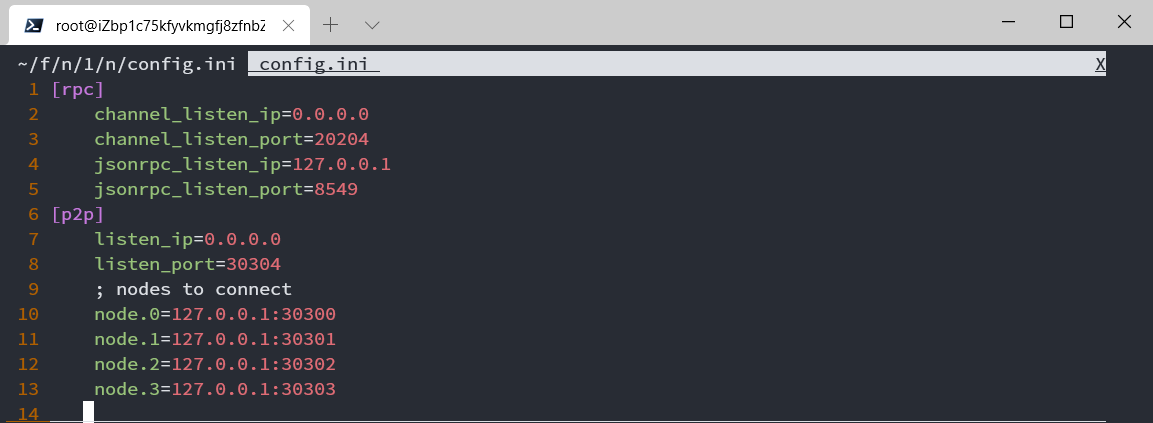 root@iZbp1c75kfyvkmgfj8zfnbZ
~/f/n/1/n/config.ini config.ini X
1 [rpc]
2 channel_listen_ip=0.0.0.0
3 channel_listen_port=20204
4 jsonrpc_listen_ip=127.0.0.1
5 jsonrpc_listen_port=8549
6 [p2p]
7 listen_ip=0.0.0.0
8 listen_port=30304
9 ; nodes to connect
10 node.0=127.0.0.1:30300
11 node.1=127.0.0.1:30301
12 node.2=127.0.0.1:30302
13 node.3=127.0.0.1:30303
14